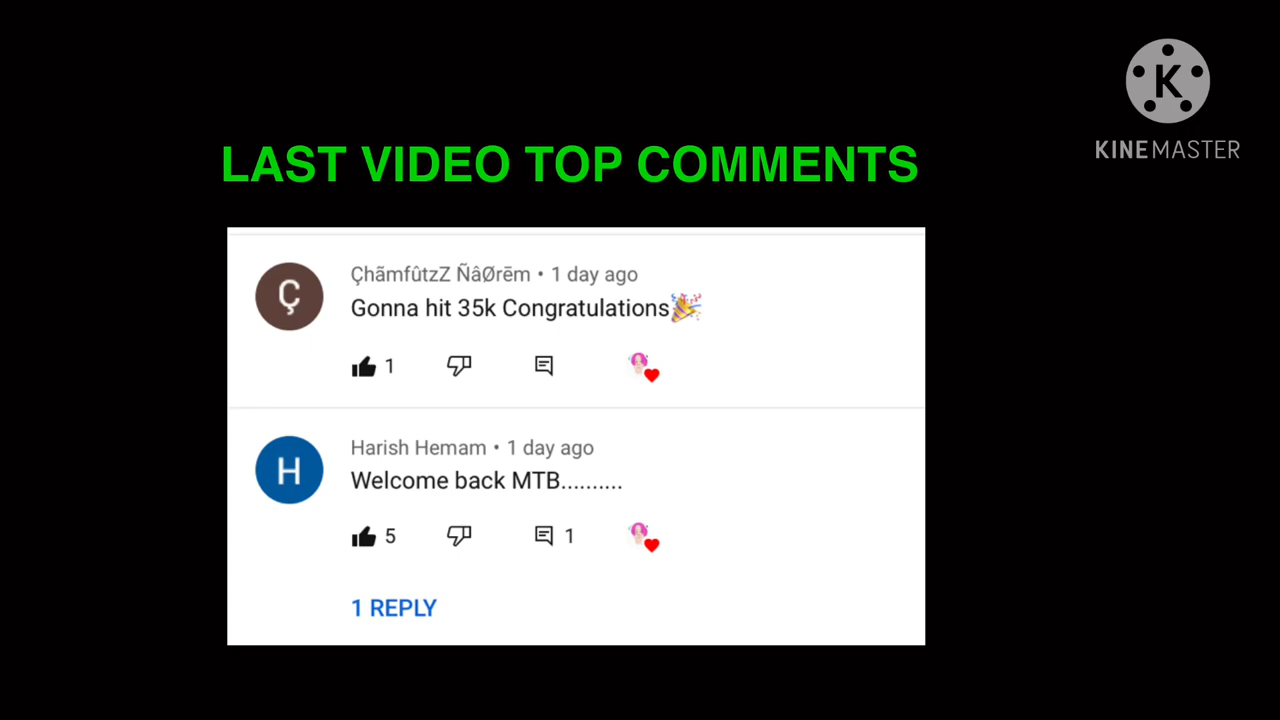 K
KINEMASTER
LAST VIDEO TOP COMMENTS
Ç
ÇhãmfûtzZ ÑâØrēm • 1 day ago
Gonna hit 35k Congratulations🎉
1
H
Harish Hemam • 1 day ago
Welcome back MTB..........
5 1
1 REPLY